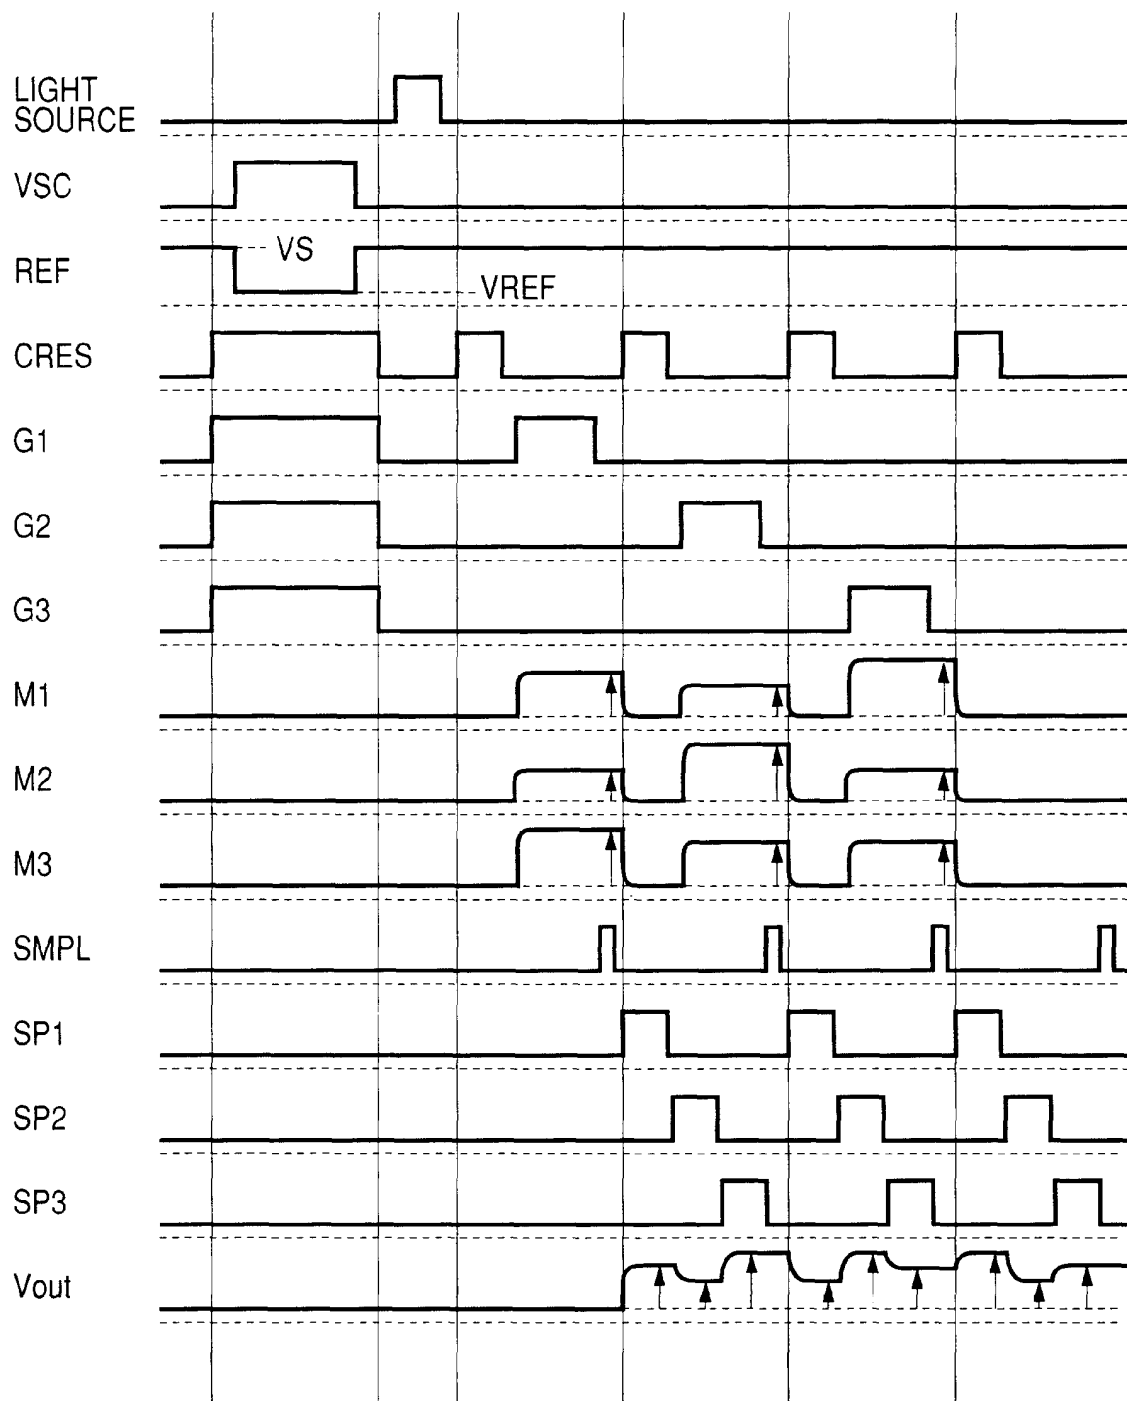 LIGHT
SOURCE
VSC
VS
REF
VREF
CRES
G1
G2
G3
M1
M2
M3
SMPL
SP1
SP2
SP3
Vout